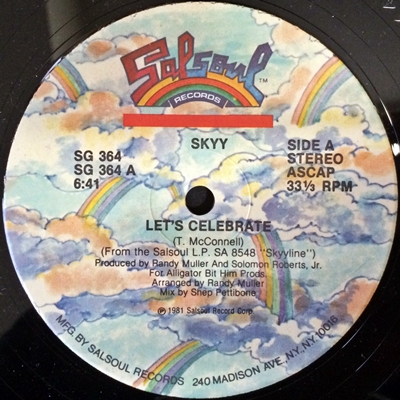 Salsoul
TM
RECORDS
SKYY
SG 364
SG 364 A
6:41
SIDE A
STEREO
ASCAP
33⅓ RPM
LET'S CELEBRATE
(T. McConnell)
(From the Salsoul L.P. SA 8548 "Skyyline")
Produced by Randy Muller And Solomon Roberts, Jr.
For Alligator Bit Him Prods.
Arranged by Randy Muller
Mix by Shep Pettibone
℗ 1981 Salsoul Record Corp.
MFG. BY SALSOUL RECORDS 240 MADISON AVE., N.Y., N.Y. 10016